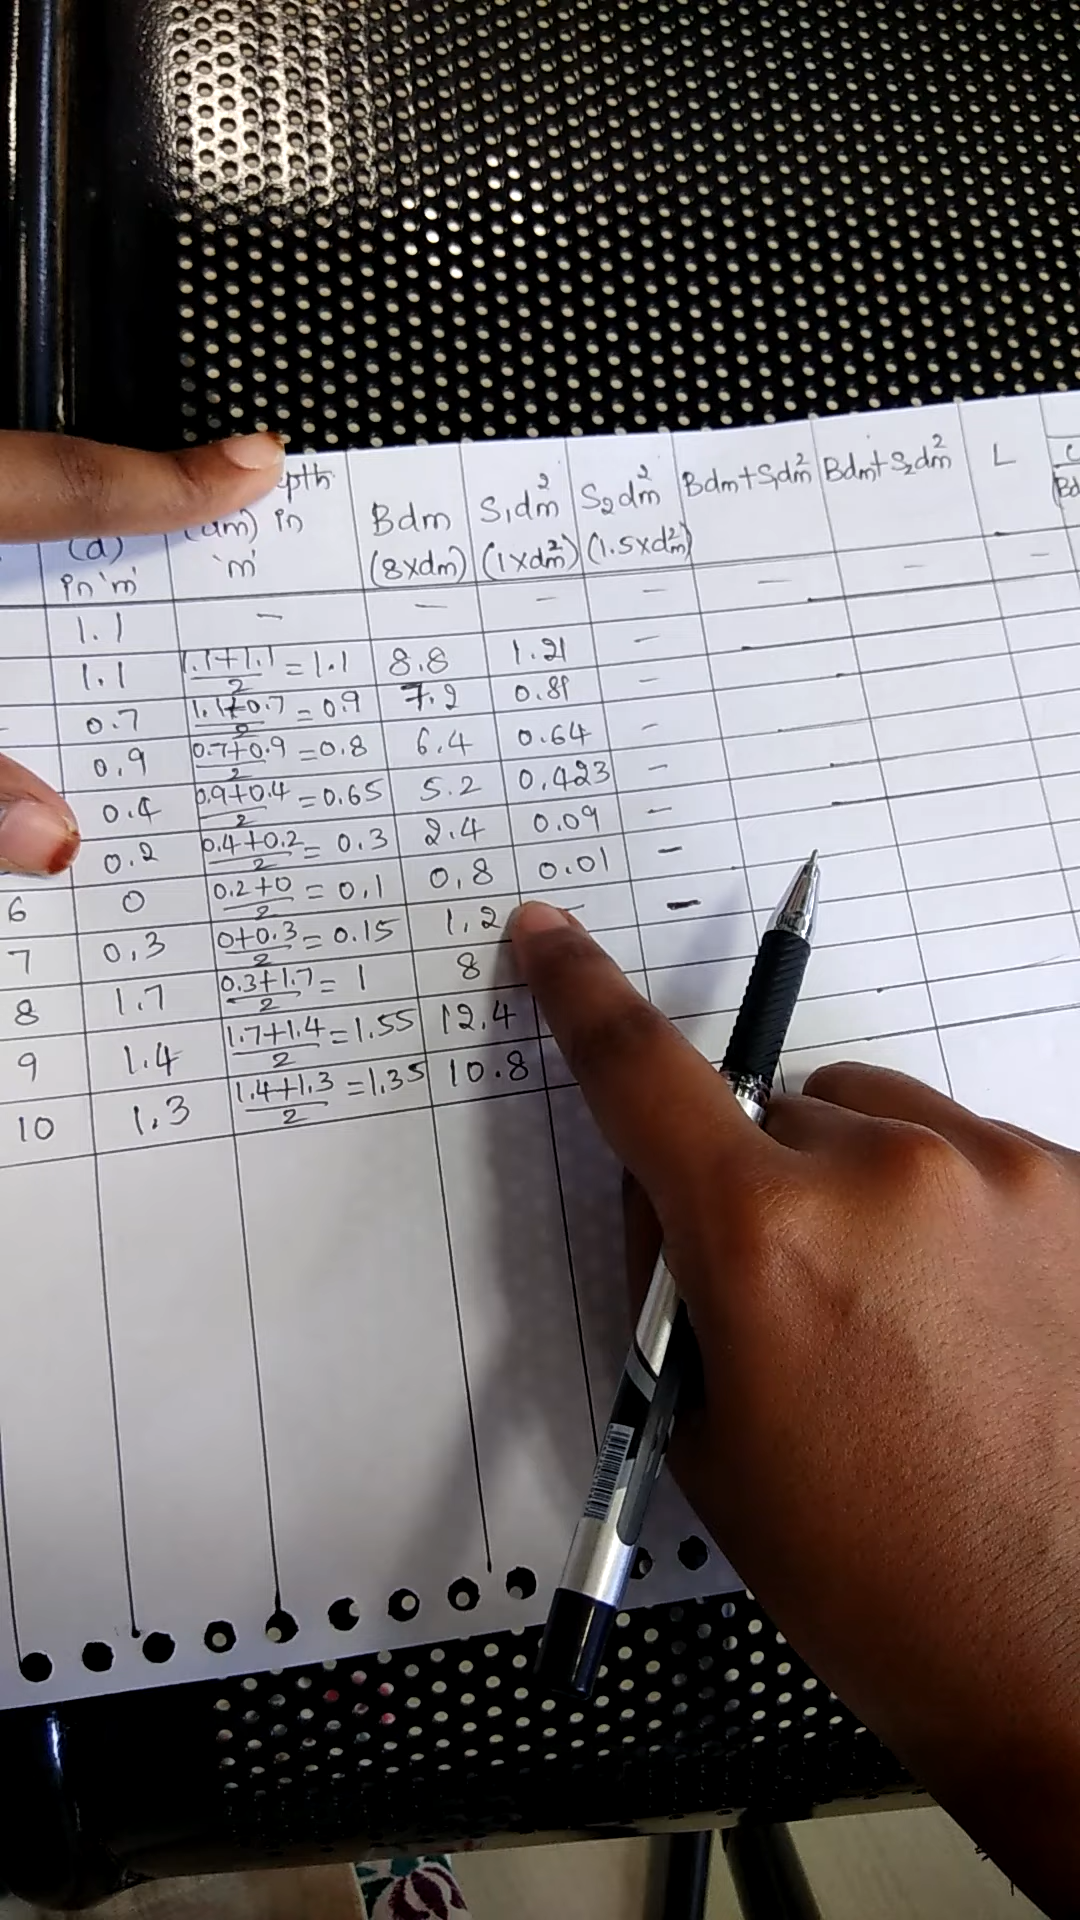 (d) in 'm' | pth (dm) in 'm' | Bdm (8xdm) | S₁dm² (1xdm²) | S₂dm² (1.5xdm²) | Bdm+S₁dm² | Bdm+S₂dm² | L
1.1 | – | – | – | – | – | – | –
1.1 | 1.1+1.1/2 = 1.1 | 8.8 | 1.21 | –
0.7 | 1.1+0.7/2 = 0.9 | 7.2 | 0.81 | –
0.9 | 0.7+0.9/2 = 0.8 | 6.4 | 0.64 | –
0.4 | 0.9+0.4/2 = 0.65 | 5.2 | 0.423 | –
0.2 | 0.4+0.2/2 = 0.3 | 2.4 | 0.09 | –
6 | 0 | 0.2+0/2 = 0.1 | 0.8 | 0.01 | –
7 | 0.3 | 0+0.3/2 = 0.15 | 1.2 | – | –
8 | 1.7 | 0.3+1.7/2 = 1 | 8
9 | 1.4 | 1.7+1.4/2 = 1.55 | 12.4
10 | 1.3 | 1.4+1.3/2 = 1.35 | 10.8